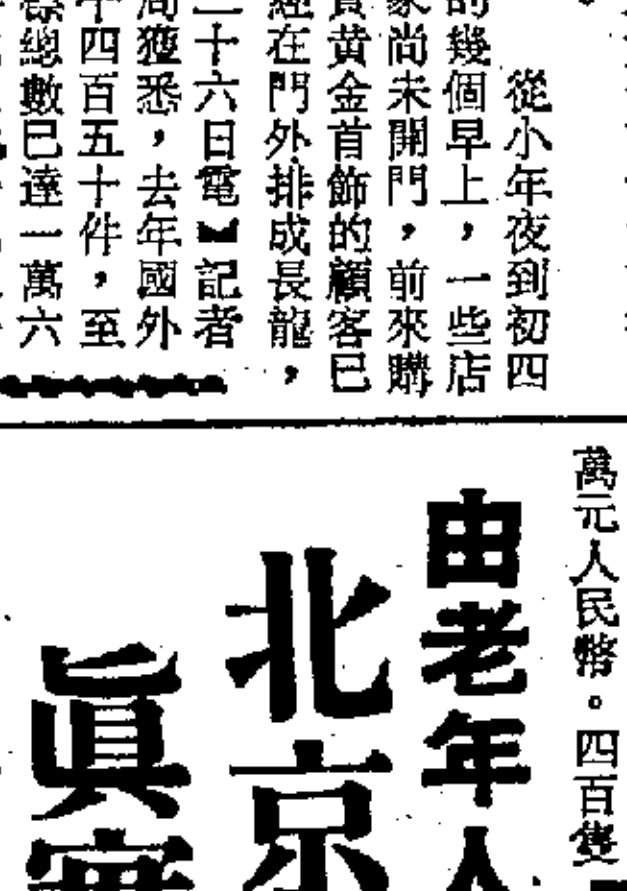 從小年夜到初四
的幾個早上，一些店
家尚未開門，前來購
買黃金首飾的顧客已
經在門外排成長龍，
二十六日電】記者
局獲悉，去年國外
千四百五十件，至
總數已達一萬六
萬元人民幣。四百隻
由老年人
北京
眞實